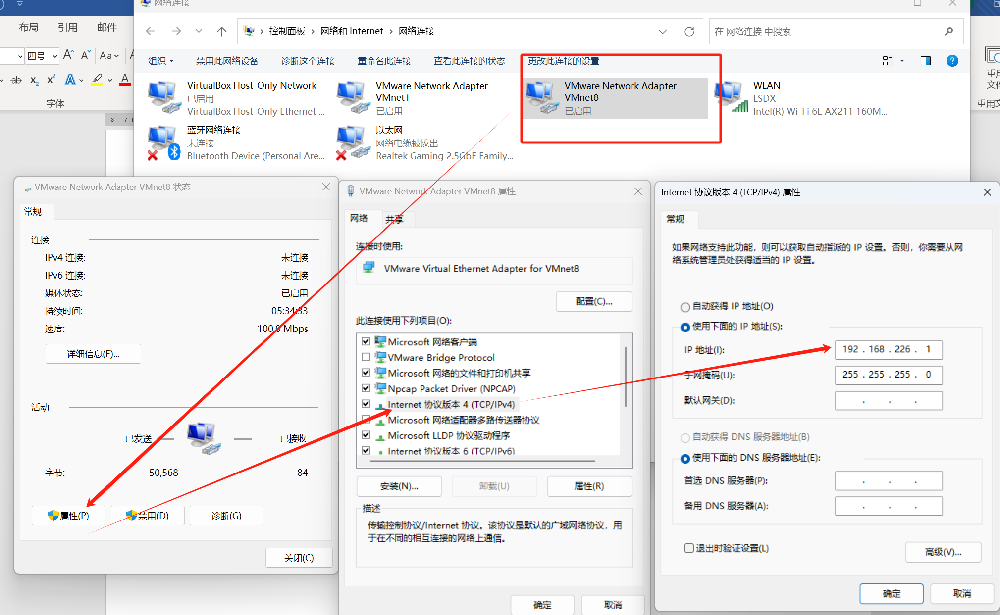 网络连接
布局 引用 邮件
控制面板 › 网络和 Internet › 网络连接
在 网络连接 中搜索
四号
Aa
组织 禁用此网络设备 诊断这个连接 重命名此连接 查看此连接的状态 更改此连接的设置
字体
重用
文件
重用文
8 7
VirtualBox Host-Only Network
已启用
VirtualBox Host-Only Ethernet ...
VMware Network Adapter
VMnet1
已启用
VMware Network Adapter
VMnet8
已启用
WLAN
LSDX
Intel(R) Wi-Fi 6E AX211 160M...
蓝牙网络连接
未连接
Bluetooth Device (Personal Are...
以太网
网络电缆被拔出
Realtek Gaming 2.5GbE Family...
VMware Network Adapter VMnet8 状态
常规
连接
IPv4 连接: 未连接
IPv6 连接: 未连接
媒体状态: 已启用
持续时间: 05:34:33
速度: 100.0 Mbps
详细信息(E)...
活动
已发送 已接收
字节: 50,568 84
属性(P) 禁用(D) 诊断(G)
关闭(C)
VMware Network Adapter VMnet8 属性
网络 共享
连接时使用:
VMware Virtual Ethernet Adapter for VMnet8
配置(C)...
此连接使用下列项目(O):
Microsoft 网络客户端
VMware Bridge Protocol
Microsoft 网络的文件和打印机共享
Npcap Packet Driver (NPCAP)
Internet 协议版本 4 (TCP/IPv4)
Microsoft 网络适配器多路传送器协议
Microsoft LLDP 协议驱动程序
Internet 协议版本 6 (TCP/IPv6)
安装(N)... 卸载(U) 属性(R)
描述
传输控制协议/Internet 协议。该协议是默认的广域网络协议，用
于在不同的相互连接的网络上通信。
确定 取消
Internet 协议版本 4 (TCP/IPv4) 属性
常规
如果网络支持此功能，则可以获取自动指派的 IP 设置。否则，你需要从网
络系统管理员处获得适当的 IP 设置。
自动获得 IP 地址(O)
使用下面的 IP 地址(S):
IP 地址(I): 192 . 168 . 226 . 1
子网掩码(U): 255 . 255 . 255 . 0
默认网关(D): . . .
自动获得 DNS 服务器地址(B)
使用下面的 DNS 服务器地址(E):
首选 DNS 服务器(P): . . .
备用 DNS 服务器(A): . . .
退出时验证设置(L)
高级(V)...
确定 取消